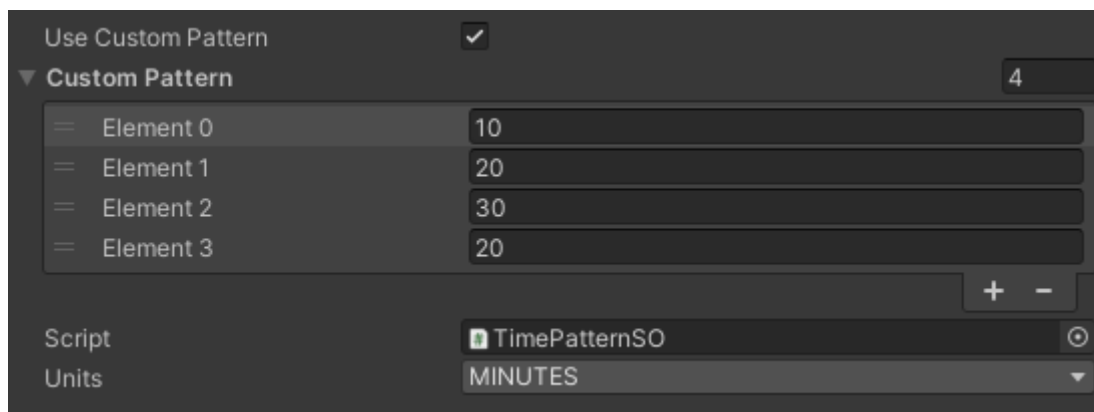 Use Custom Pattern
Custom Pattern 4
Element 0 10
Element 1 20
Element 2 30
Element 3 20
+ -
Script # TimePatternSO
Units MINUTES